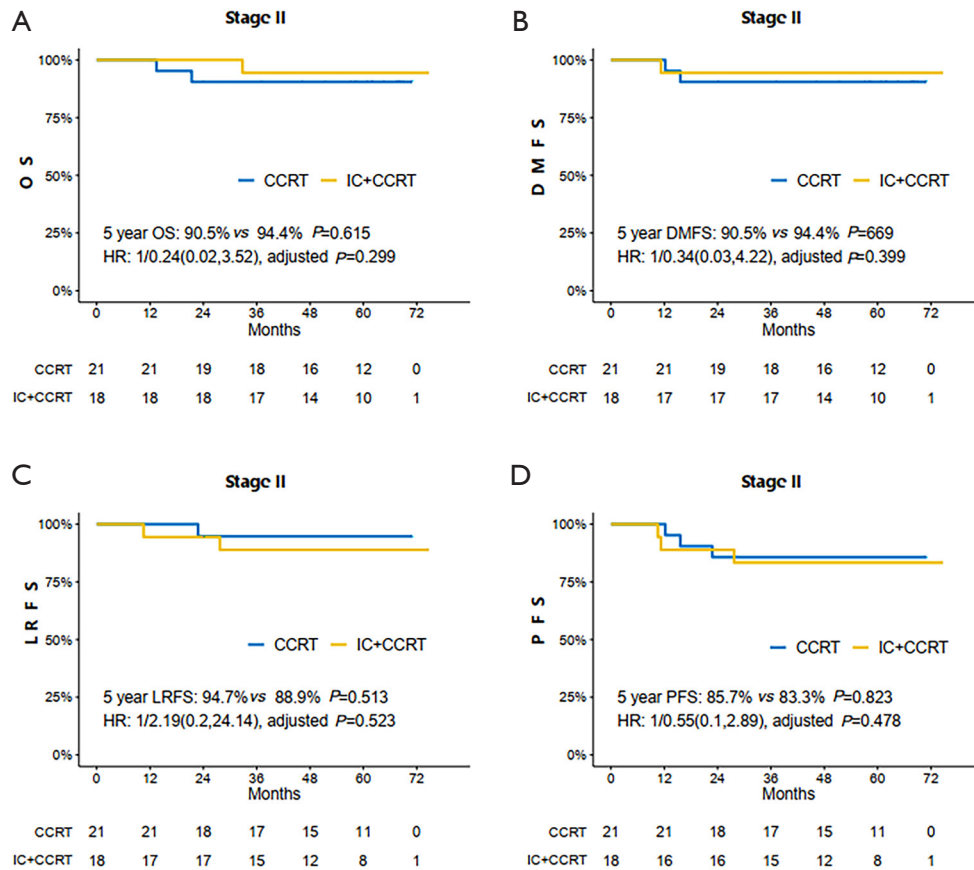 A
Stage II
100%
75%
50%
25%
0%
OS
CCRT IC+CCRT
5 year OS: 90.5% vs 94.4% P=0.615
HR: 1/0.24(0.02,3.52), adjusted P=0.299
0 12 24 36 48 60 72
Months
CCRT 21 21 19 18 16 12 0
IC+CCRT 18 18 18 17 14 10 1
B
Stage II
100%
75%
50%
25%
0%
DMFS
CCRT IC+CCRT
5 year DMFS: 90.5% vs 94.4% P=669
HR: 1/0.34(0.03,4.22), adjusted P=0.399
0 12 24 36 48 60 72
Months
CCRT 21 21 19 18 16 12 0
IC+CCRT 18 17 17 17 14 10 1
C
Stage II
100%
75%
50%
25%
0%
LRFS
CCRT IC+CCRT
5 year LRFS: 94.7% vs 88.9% P=0.513
HR: 1/2.19(0.2,24.14), adjusted P=0.523
0 12 24 36 48 60 72
Months
CCRT 21 21 18 17 15 11 0
IC+CCRT 18 17 17 15 12 8 1
D
Stage II
100%
75%
50%
25%
0%
PFS
CCRT IC+CCRT
5 year PFS: 85.7% vs 83.3% P=0.823
HR: 1/0.55(0.1,2.89), adjusted P=0.478
0 12 24 36 48 60 72
Months
CCRT 21 21 18 17 15 11 0
IC+CCRT 18 16 16 15 12 8 1